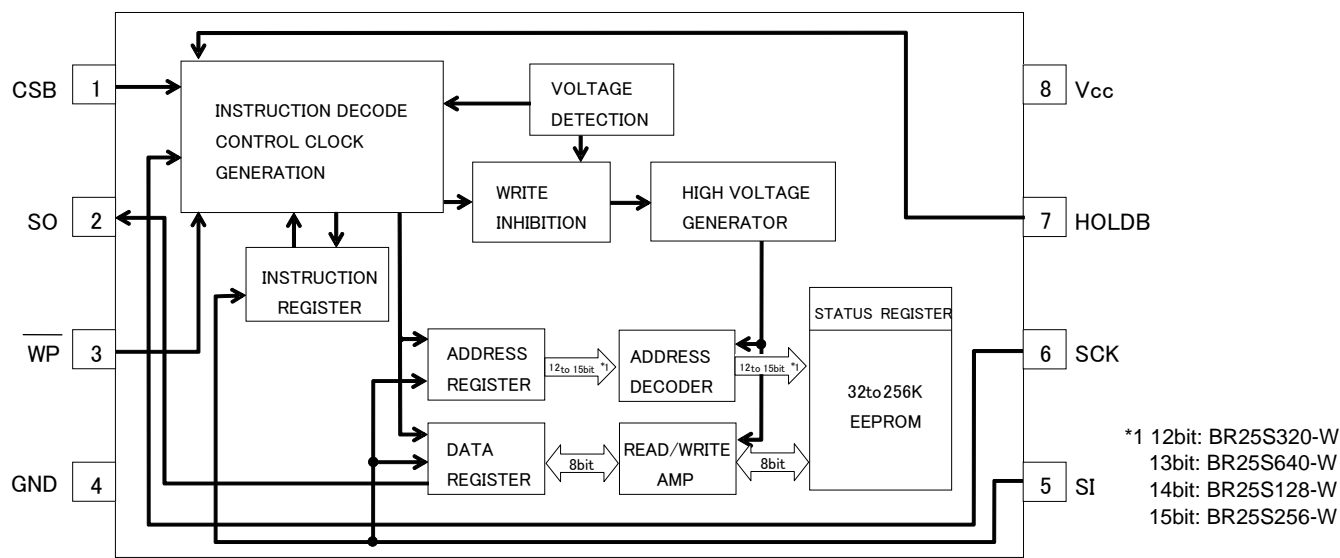 CSB 1
SO 2
WP 3
GND 4
INSTRUCTION DECODE
CONTROL CLOCK
GENERATION
VOLTAGE
DETECTION
WRITE
INHIBITION
HIGH VOLTAGE
GENERATOR
INSTRUCTION
REGISTER
ADDRESS
REGISTER
12to 15bit *1
ADDRESS
DECODER
12to 15bit *1
STATUS REGISTER
32to256K
EEPROM
DATA
REGISTER
8bit
READ/WRITE
AMP
8bit
8 Vcc
7 HOLDB
6 SCK
5 SI
*1 12bit: BR25S320-W
13bit: BR25S640-W
14bit: BR25S128-W
15bit: BR25S256-W